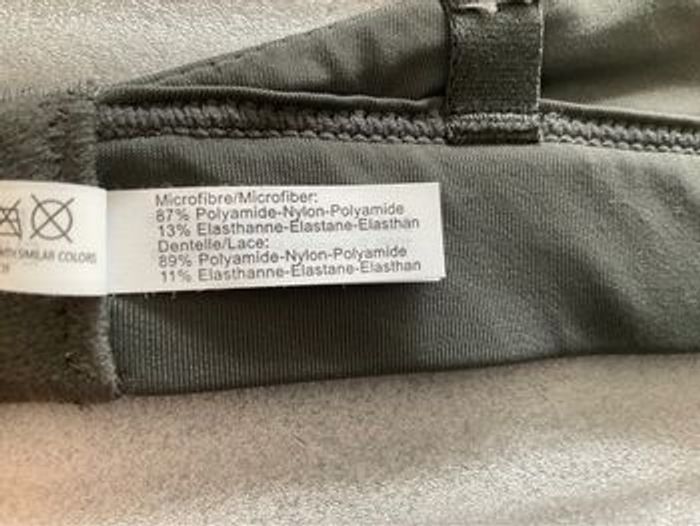 Microfibre/Microfiber:
87% Polyamide-Nylon-Polyamide
13% Elasthanne-Elastane-Elasthan
Dentelle/Lace:
89% Polyamide-Nylon-Polyamide
11% Elasthanne-Elastane-Elasthan
SIMILAR COLORS